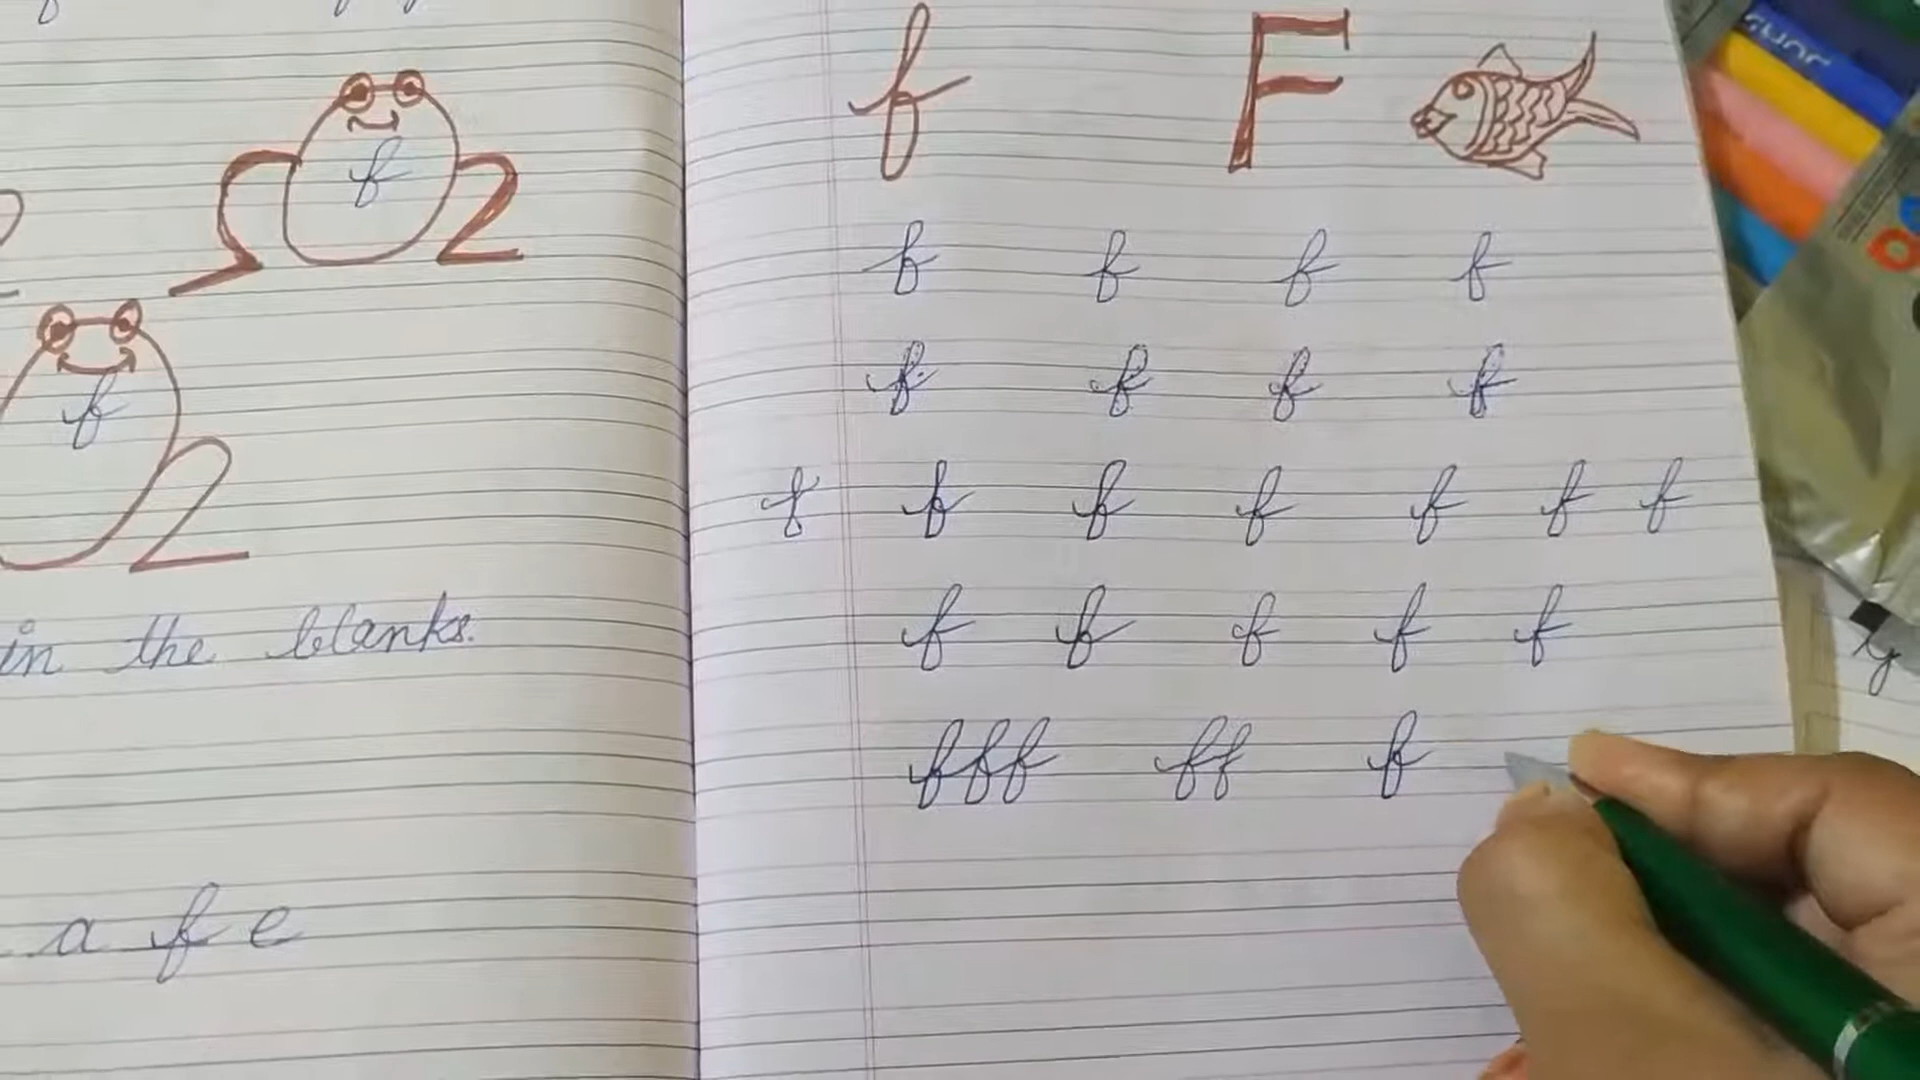 f
f
in the blanks.
a f e
f F
f f f f
f f f f
f f f f f f f
f f f f f
fff ff f